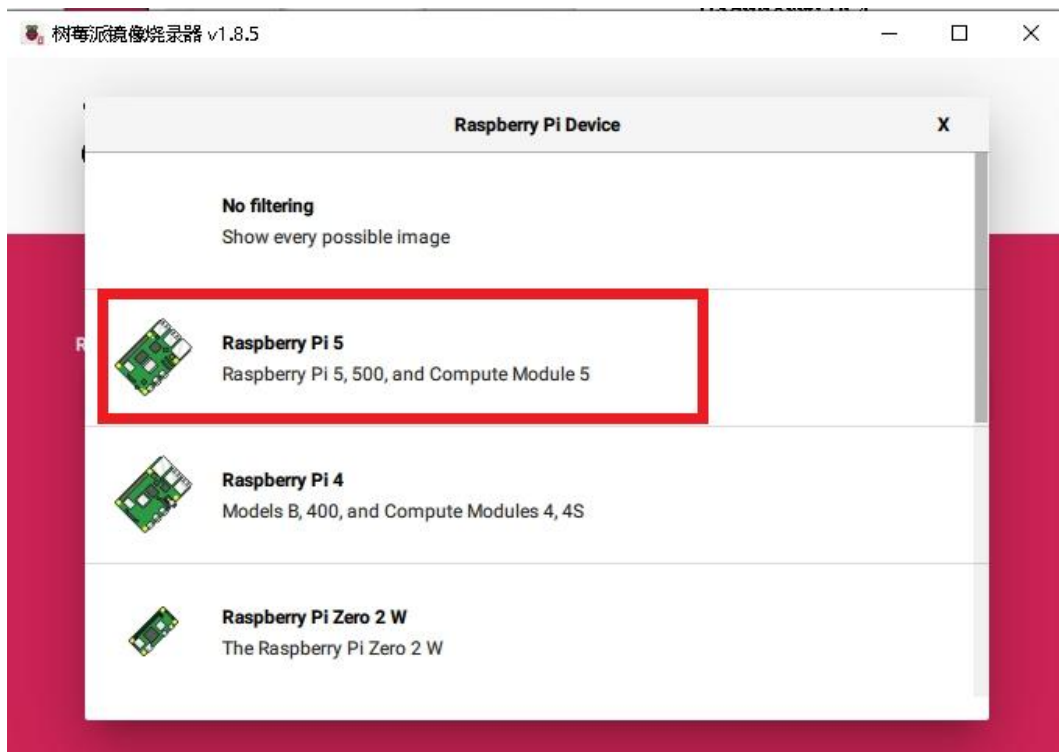 树莓派镜像烧录器 v1.8.5
Raspberry Pi Device
X
No filtering
Show every possible image
R
Raspberry Pi 5
Raspberry Pi 5, 500, and Compute Module 5
Raspberry Pi 4
Models B, 400, and Compute Modules 4, 4S
Raspberry Pi Zero 2 W
The Raspberry Pi Zero 2 W